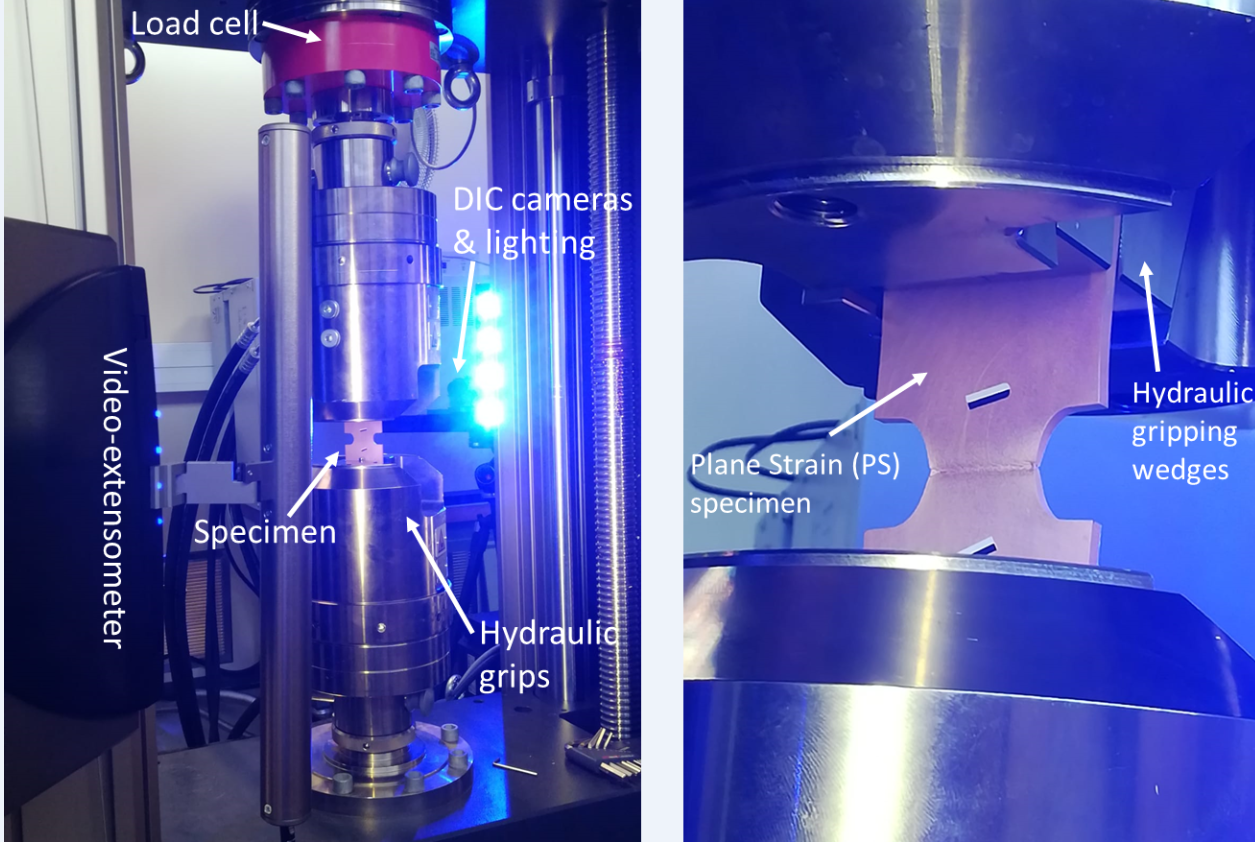 Load cell
DIC cameras
& lighting
Video-extensometer
Specimen
Hydraulic
grips
Plane Strain (PS)
specimen
Hydraulic
gripping
wedges